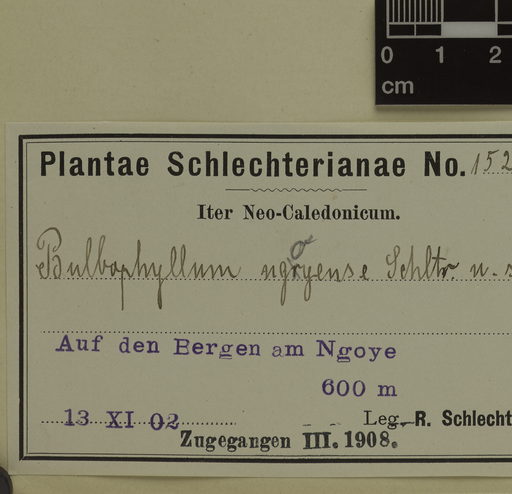 0 1 2
cm
Plantae Schlechterianae No. 152
Iter Neo-Caledonicum.
Bulbophyllum ngoyense Schltr. n. s
Auf den Bergen am Ngoye
600 m
13 XI 02 Leg. R. Schlecht
Zugegangen III. 1908.